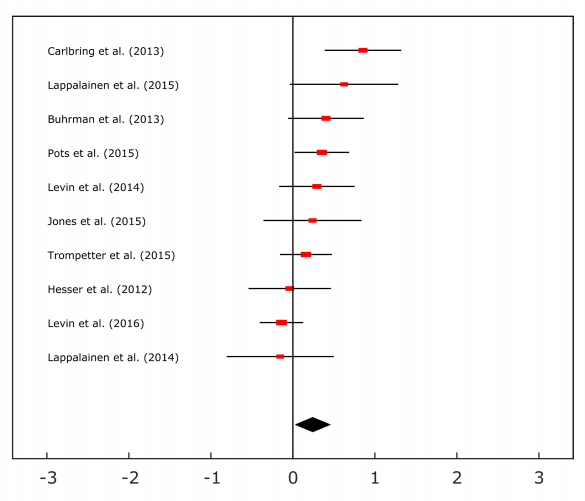 Carlbring et al. (2013)
Lappalainen et al. (2015)
Buhrman et al. (2013)
Pots et al. (2015)
Levin et al. (2014)
Jones et al. (2015)
Trompetter et al. (2015)
Hesser et al. (2012)
Levin et al. (2016)
Lappalainen et al. (2014)
-3 -2 -1 0 1 2 3